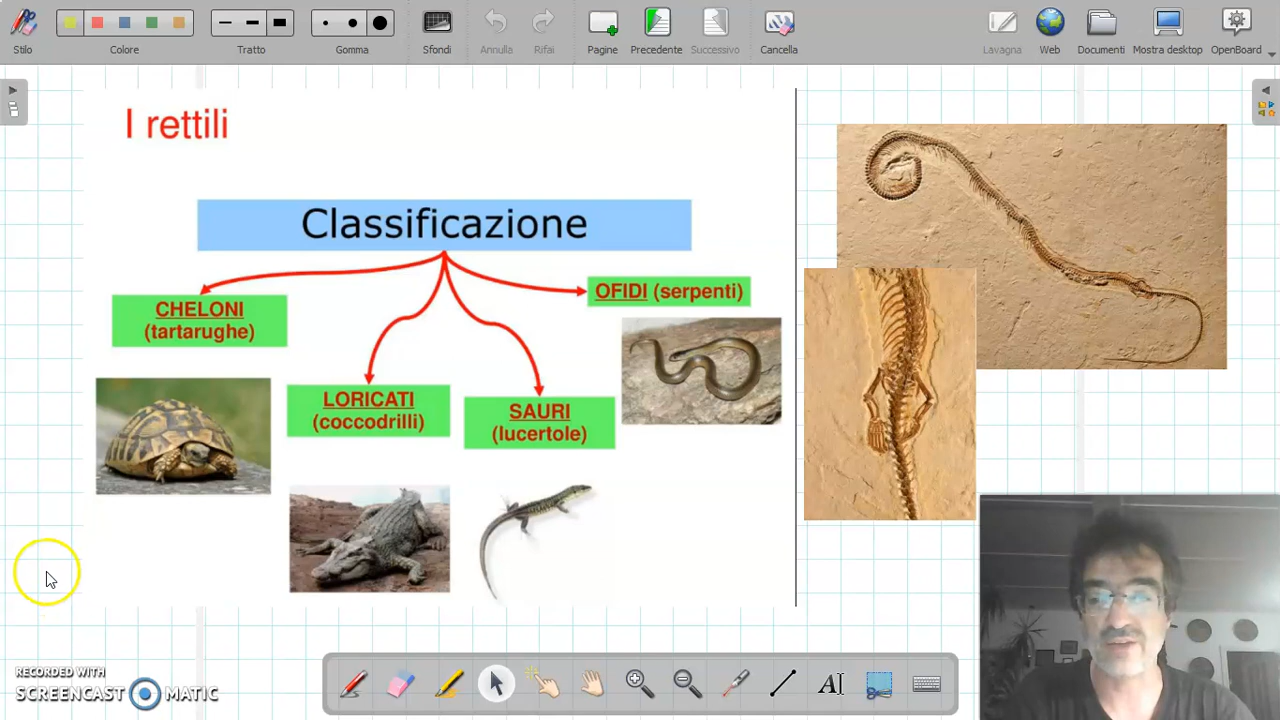 Stilo
Colore
Tratto
Gomma
Sfondi
Annulla
Rifai
Pagine
Precedente
Successivo
Cancella
Lavagna
Web
Documenti
Mostra desktop
OpenBoard
I rettili
Classificazione
CHELONI
(tartarughe)
LORICATI
(coccodrilli)
SAURI
(lucertole)
OFIDI (serpenti)
RECORDED WITH
SCREENCAST MATIC
AI